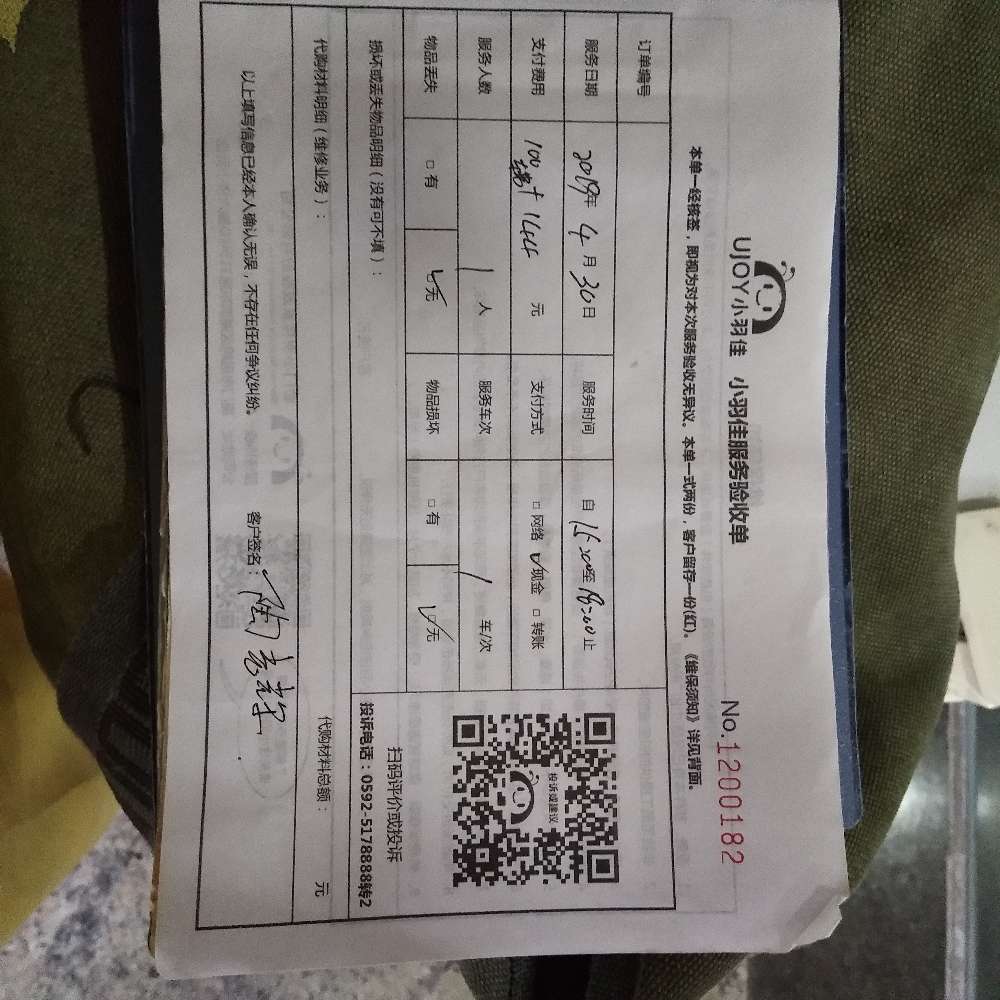 UJOY小羽佳 小羽佳服务验收单
No.1200182
本单一经核签，即视为对本次服务验收无异议。本单一式两份，客户留存一份(红)。《维保须知》详见背面。
订单编号
服务日期 2019年 4月30日 服务时间 自 15:00至18:00止
支付费用 100 + 144 元 支付方式 □ 网络 ☑现金 □ 转账
服务人数 1 人 服务车次 1 车/次
物品丢失 □ 有 ☑无 物品损坏 □ 有 ☑无
投诉或建议
扫码评价或投诉
投诉电话：0592-5178888转2
损坏或丢失物品明细（没有可不填）：
代购材料明细（维修业务）： 代购材料总额： 元
以上填写信息已经本人确认无误，不存在任何争议纠纷。 客户签名：